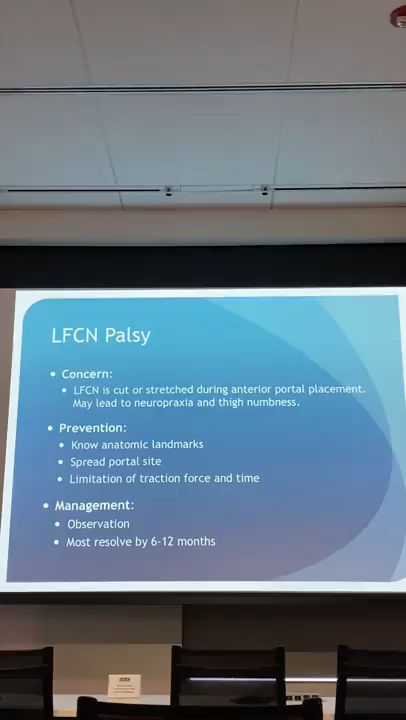 LFCN Palsy
• Concern:
• LFCN is cut or stretched during anterior portal placement.
May lead to neuropraxia and thigh numbness.
• Prevention:
• Know anatomic landmarks
• Spread portal site
• Limitation of traction force and time
• Management:
• Observation
• Most resolve by 6-12 months